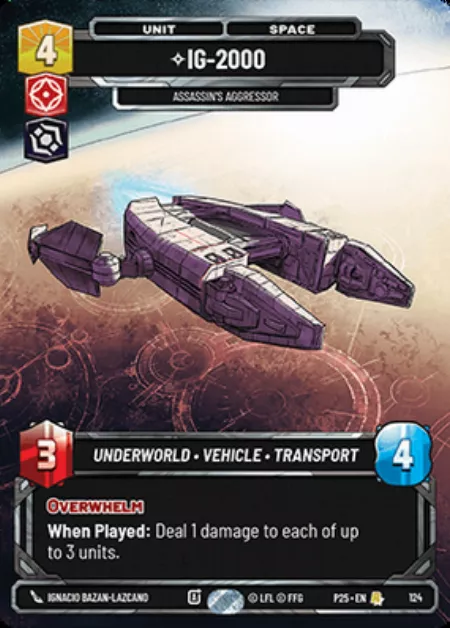 UNIT
SPACE
4
✧IG-2000
ASSASSIN'S AGGRESSOR
3
UNDERWORLD • VEHICLE • TRANSPORT
4
OVERWHELM
When Played: Deal 1 damage to each of up
to 3 units.
IGNACIO BAZAN-LAZCANO
© LFL © FFG
P25 • EN
124